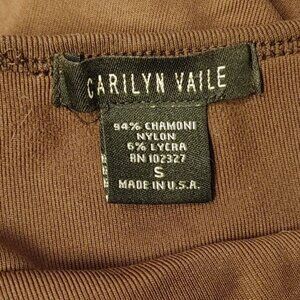 CARILYN VAILE
94% CHAMONI
NYLON
6% LYCRA
RN 102327
S
MADE IN U.S.A.